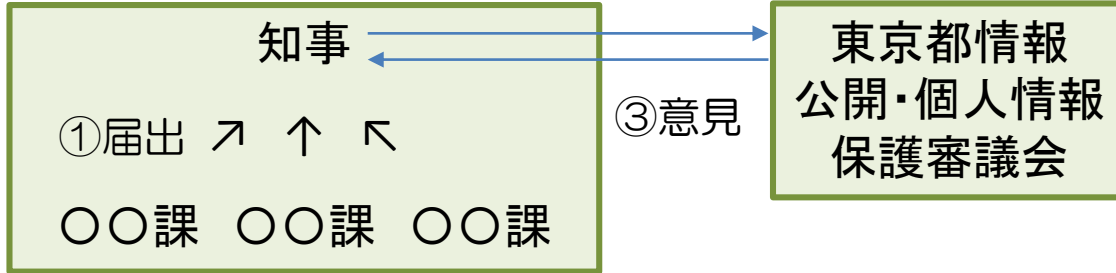 知事
①届出 ↗ ↑ ↖
〇〇課 〇〇課 〇〇課
③意見
東京都情報
公開・個人情報
保護審議会